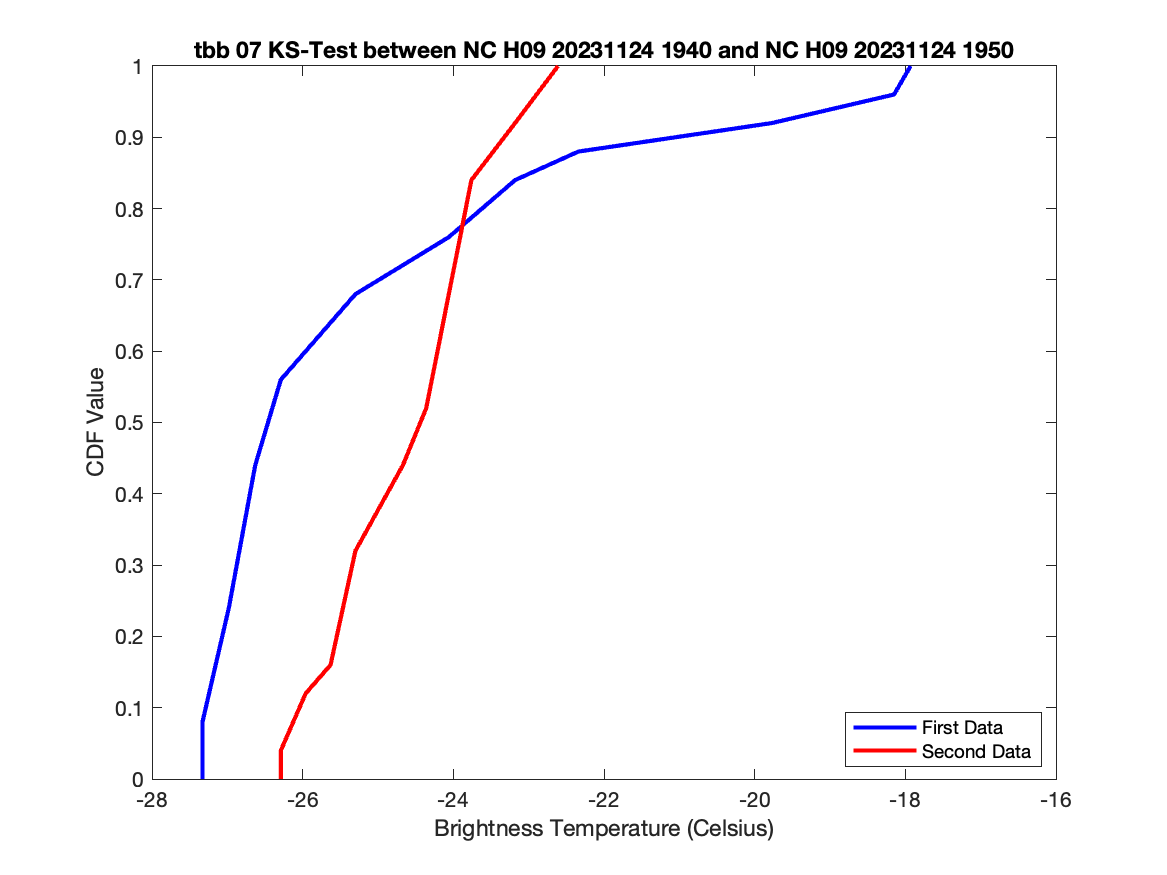 tbb 07 KS-Test between NC H09 20231124 1940 and NC H09 20231124 1950
1
0.9
0.8
0.7
0.6
0.5
0.4
0.3
0.2
0.1
0
CDF Value
First Data
Second Data
-28 -26 -24 -22 -20 -18 -16
Brightness Temperature (Celsius)